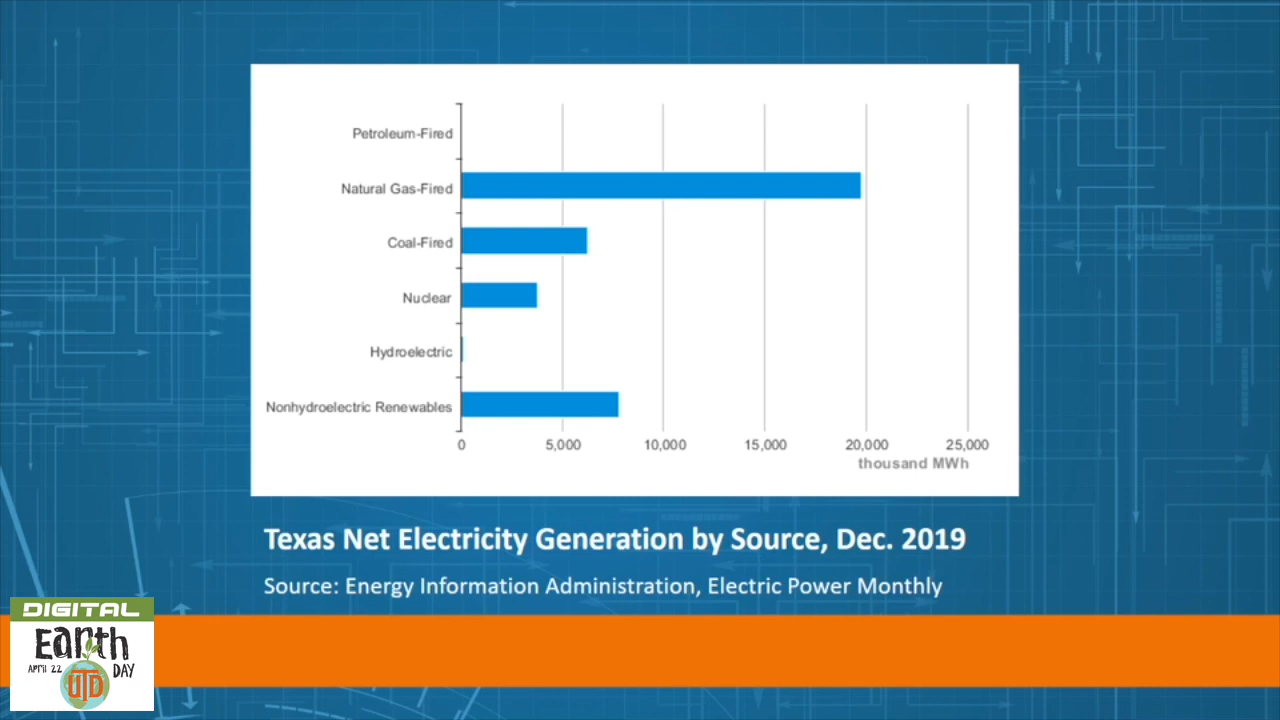 Petroleum-Fired
Natural Gas-Fired
Coal-Fired
Nuclear
Hydroelectric
Nonhydroelectric Renewables
0 5,000 10,000 15,000 20,000 25,000
thousand MWh
Texas Net Electricity Generation by Source, Dec. 2019
Source: Energy Information Administration, Electric Power Monthly
DIGITAL
Earth
APRIL 22 DAY
UTD